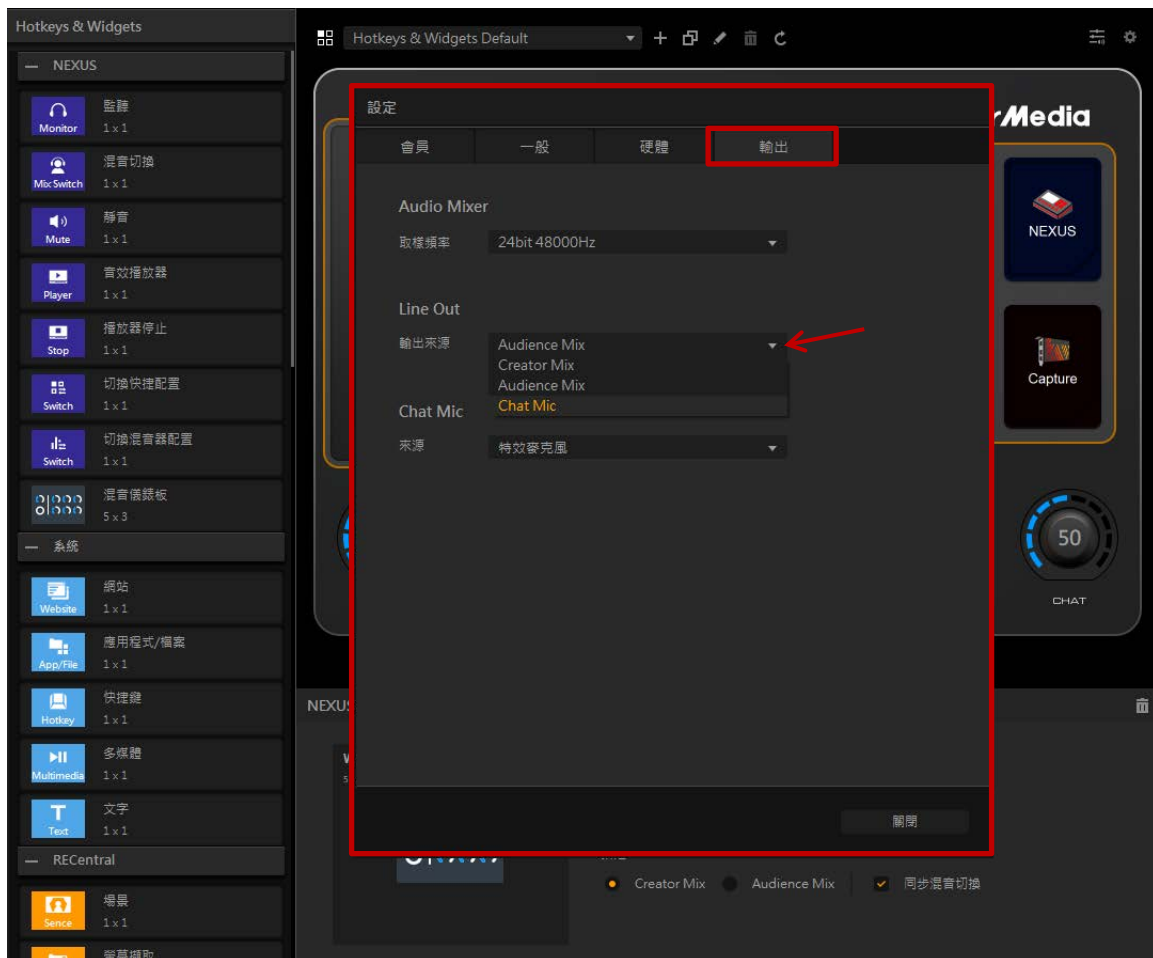 Hotkeys & Widgets
NEXUS
Monitor
監聽
1 x 1
Mix Switch
混音切換
1 x 1
Mute
靜音
1 x 1
Player
音效播放器
1 x 1
Stop
播放器停止
1 x 1
Switch
切換快捷配置
1 x 1
Switch
切換混音器配置
1 x 1
混音儀錶板
5 x 3
系統
Website
網站
1 x 1
App/File
應用程式/檔案
1 x 1
Hotkey
快捷鍵
1 x 1
Multimedia
多媒體
1 x 1
T
Text
文字
1 x 1
RECentral
Sence
場景
1 x 1
螢幕擷取
Hotkeys & Widgets Default
設定
會員
一般
硬體
輸出
Audio Mixer
取樣頻率
24bit 48000Hz
Line Out
輸出來源
Audience Mix
Creator Mix
Audience Mix
Chat Mic
Chat Mic
來源
特效麥克風
關閉
rMedia
NEXUS
Capture
50
CHAT
NEXUS
Creator Mix
Audience Mix
同步混音切換